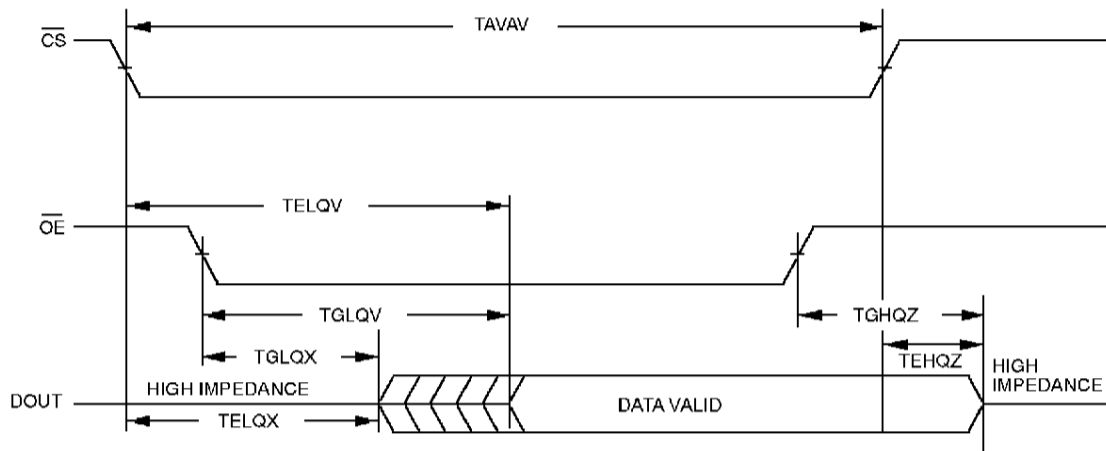 TAVAV
CS
TELQV
OE
TGLQV
TGHQZ
TGLQX
TEHQZ
HIGH IMPEDANCE
HIGH
IMPEDANCE
DOUT
DATA VALID
TELQX